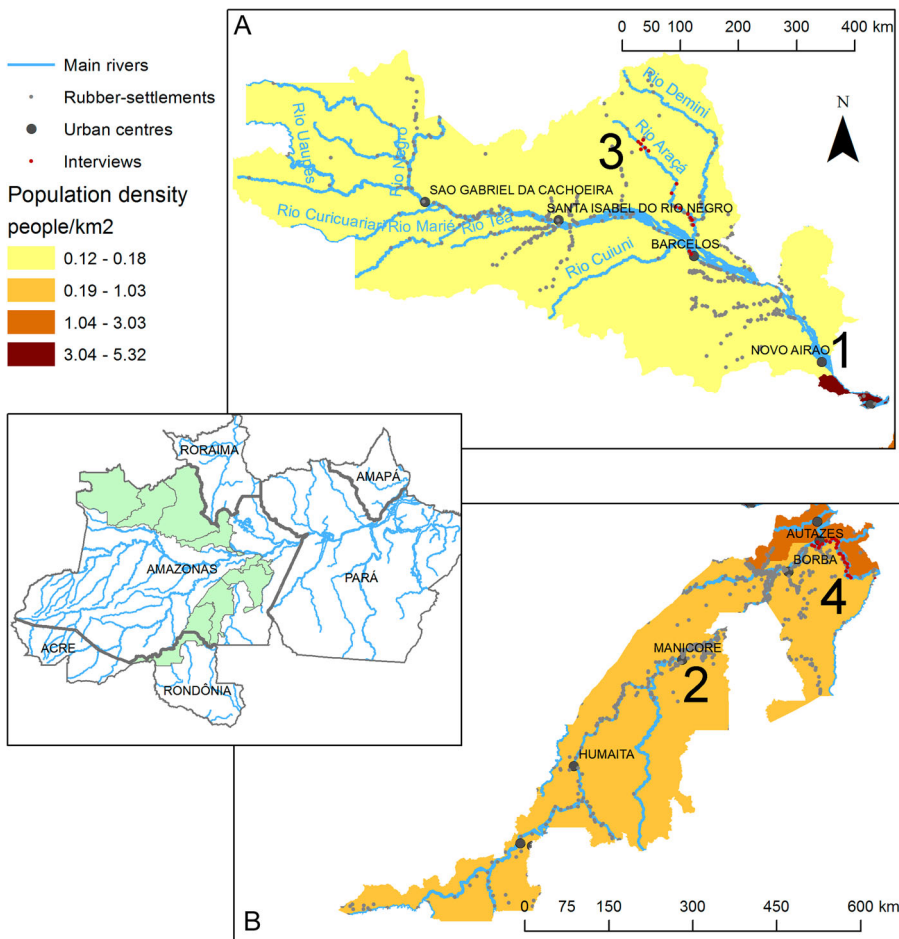 A
0 50 100 200 300 400 km
Main rivers
Rubber-settlements
Urban centres
Interviews
Population density
people/km2
0.12 - 0.18
0.19 - 1.03
1.04 - 3.03
3.04 - 5.32
N
Rio Demini
Rio Uaupes
Rio Negro
Rio Araçá
3
SAO GABRIEL DA CACHOEIRA
SANTA ISABEL DO RIO NEGRO
Rio Curicuriari
Rio Marié
Rio Tea
BARCELOS
Rio Cuiuni
NOVO AIRAO
1
RORAIMA
AMAPÁ
AMAZONAS
PARÁ
ACRE
RONDÔNIA
AUTAZES
BORBA
4
MANICORE
2
HUMAITA
B
0 75 150 300 450 600 km